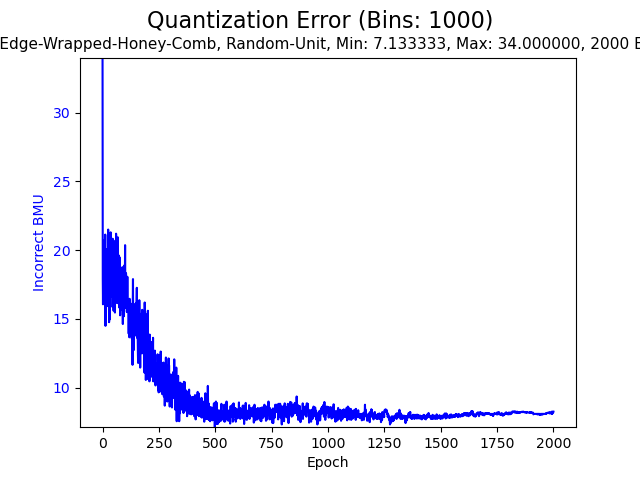 Quantization Error (Bins: 1000)
Edge-Wrapped-Honey-Comb, Random-Unit, Min: 7.133333, Max: 34.000000, 2000 E
30
25
20
15
10
Incorrect BMU
0 250 500 750 1000 1250 1500 1750 2000
Epoch